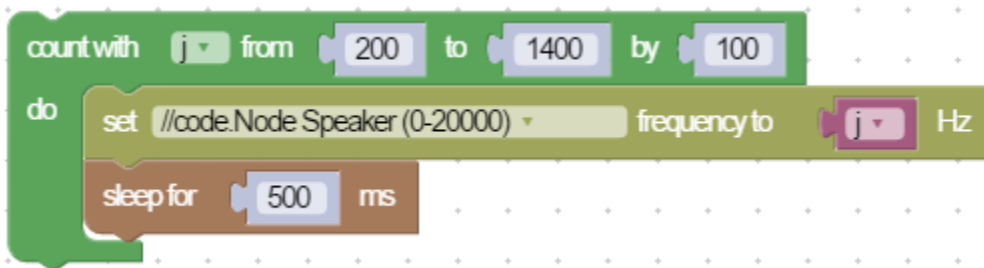 count with j from 200 to 1400 by 100
do
set //code.Node Speaker (0-20000) frequency to j Hz
sleep for 500 ms